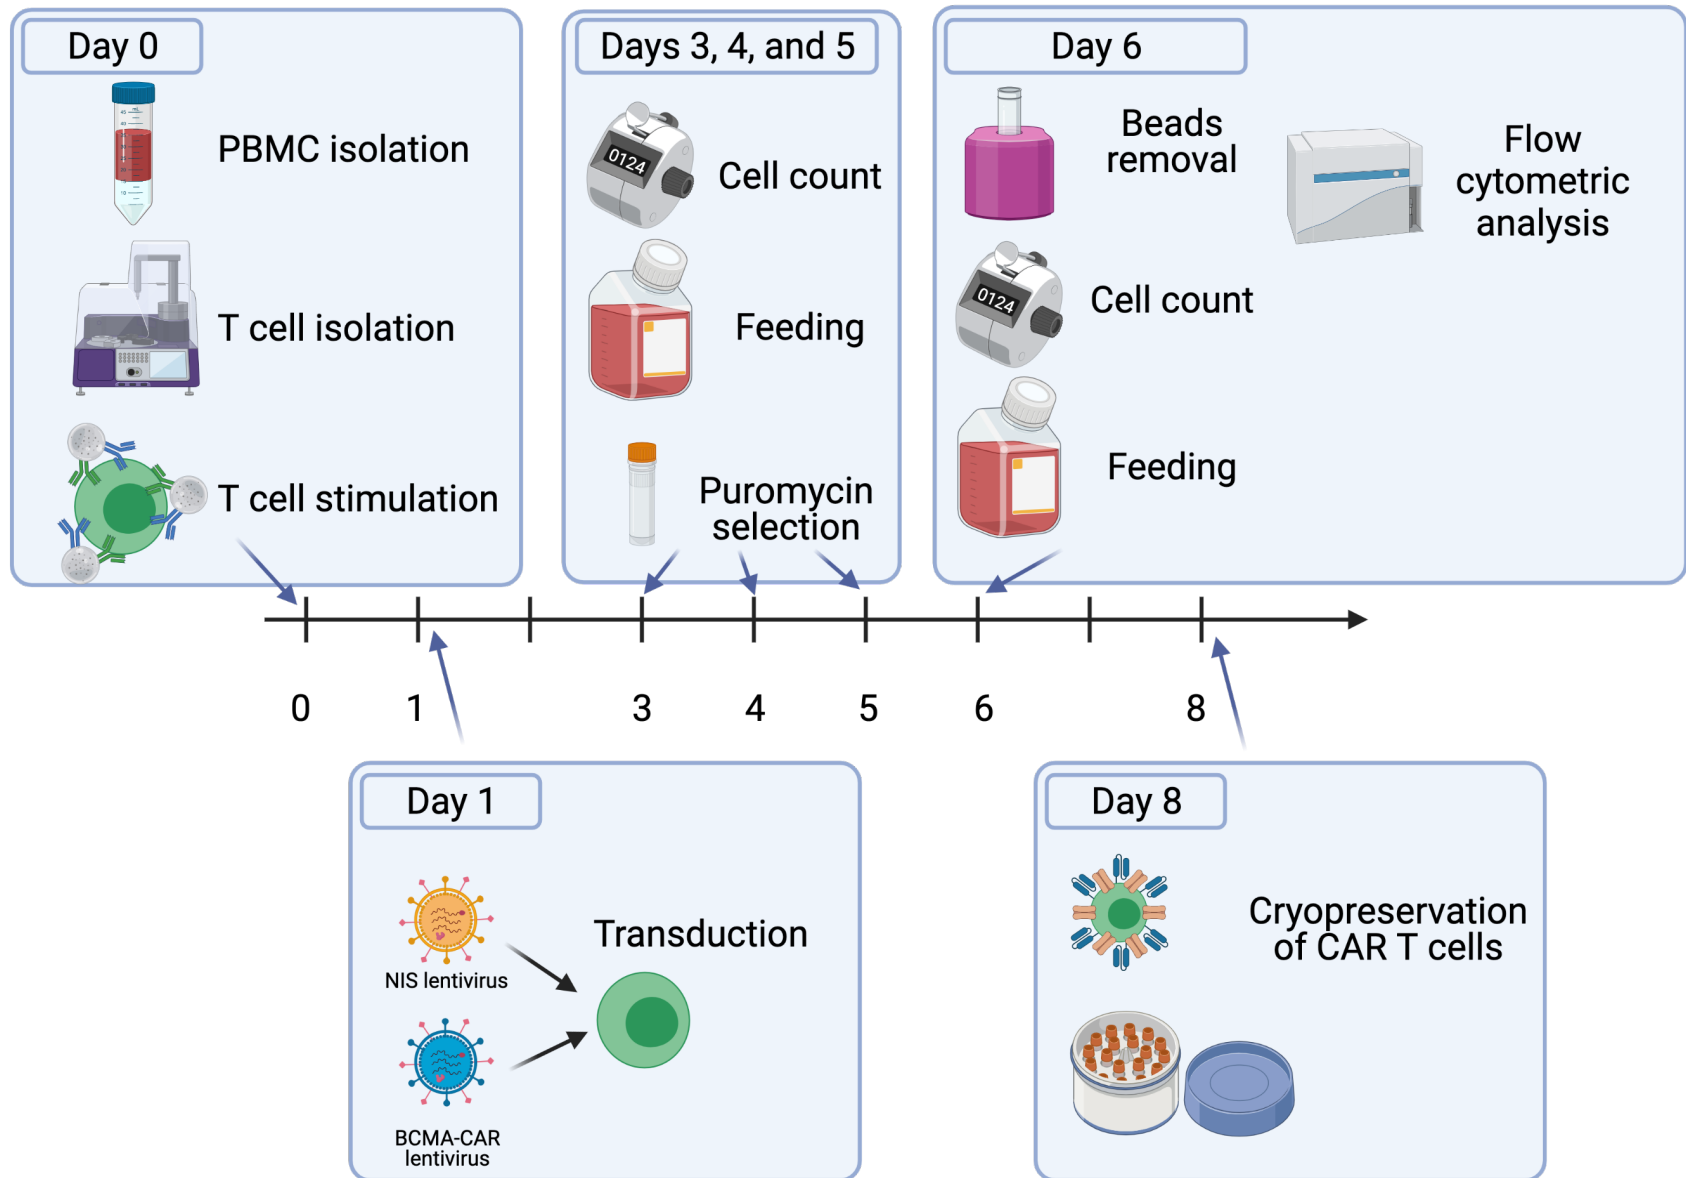 Day 0
PBMC isolation
T cell isolation
T cell stimulation
Days 3, 4, and 5
0124
Cell count
Feeding
Puromycin
selection
Day 6
Beads
removal
0124
Cell count
Feeding
Flow
cytometric
analysis
0 1 3 4 5 6 8
Day 1
NIS lentivirus
BCMA-CAR
lentivirus
Transduction
Day 8
Cryopreservation
of CAR T cells